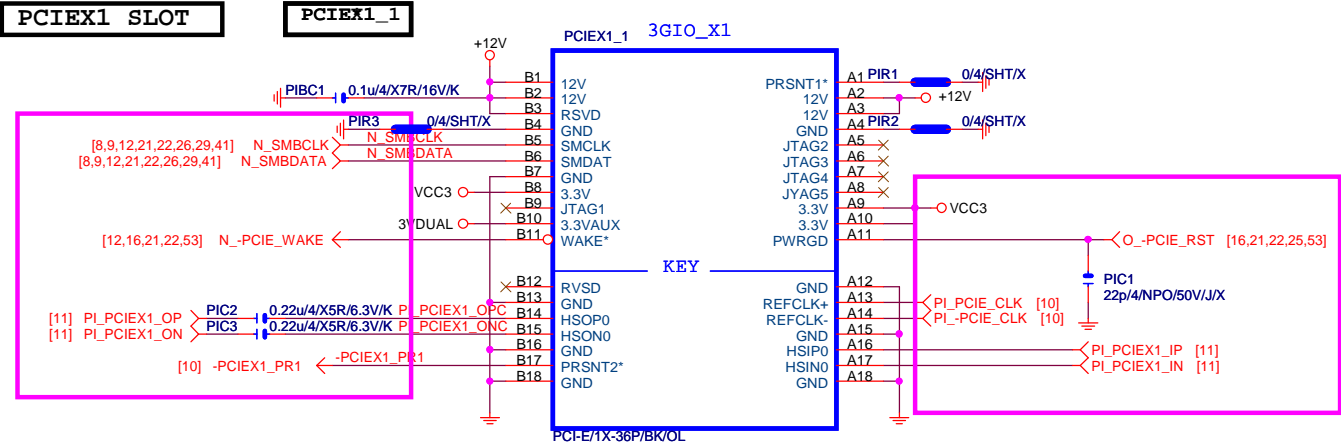 PCIEX1 SLOT
PCIEX1_1
PCIEX1_1 3GIO_X1
+12V
B1 12V PRSNT1* A1 PIR1 0/4/SHT/X
PIBC1 0.1u/4/X7R/16V/K B2 12V 12V A2 +12V
B3 RSVD 12V A3
PIR3 0/4/SHT/X B4 GND GND A4 PIR2 0/4/SHT/X
[8,9,12,21,22,26,29,41] N_SMBCLK N_SMBCLK B5 SMCLK JTAG2 A5
[8,9,12,21,22,26,29,41] N_SMBDATA N_SMBDATA B6 SMDAT JTAG3 A6
B7 GND JTAG4 A7
VCC3 B8 3.3V JYAG5 A8
B9 JTAG1 3.3V A9 VCC3
3VDUAL B10 3.3VAUX 3.3V A10
[12,16,21,22,53] N_-PCIE_WAKE B11 WAKE* PWRGD A11 O_-PCIE_RST [16,21,22,25,53]
KEY
PIC1
22p/4/NPO/50V/J/X
B12 RVSD GND A12
B13 GND REFCLK+ A13 PI_PCIE_CLK [10]
[11] PI_PCIEX1_OP PIC2 0.22u/4/X5R/6.3V/K PI_PCIEX1_OPC B14 HSOP0 REFCLK- A14 PI_-PCIE_CLK [10]
[11] PI_PCIEX1_ON PIC3 0.22u/4/X5R/6.3V/K PI_PCIEX1_ONC B15 HSON0 GND A15
B16 GND HSIP0 A16 PI_PCIEX1_IP [11]
[10] -PCIEX1_PR1 -PCIEX1_PR1 B17 PRSNT2* HSIN0 A17 PI_PCIEX1_IN [11]
B18 GND GND A18
PCI-E/1X-36P/BK/OL